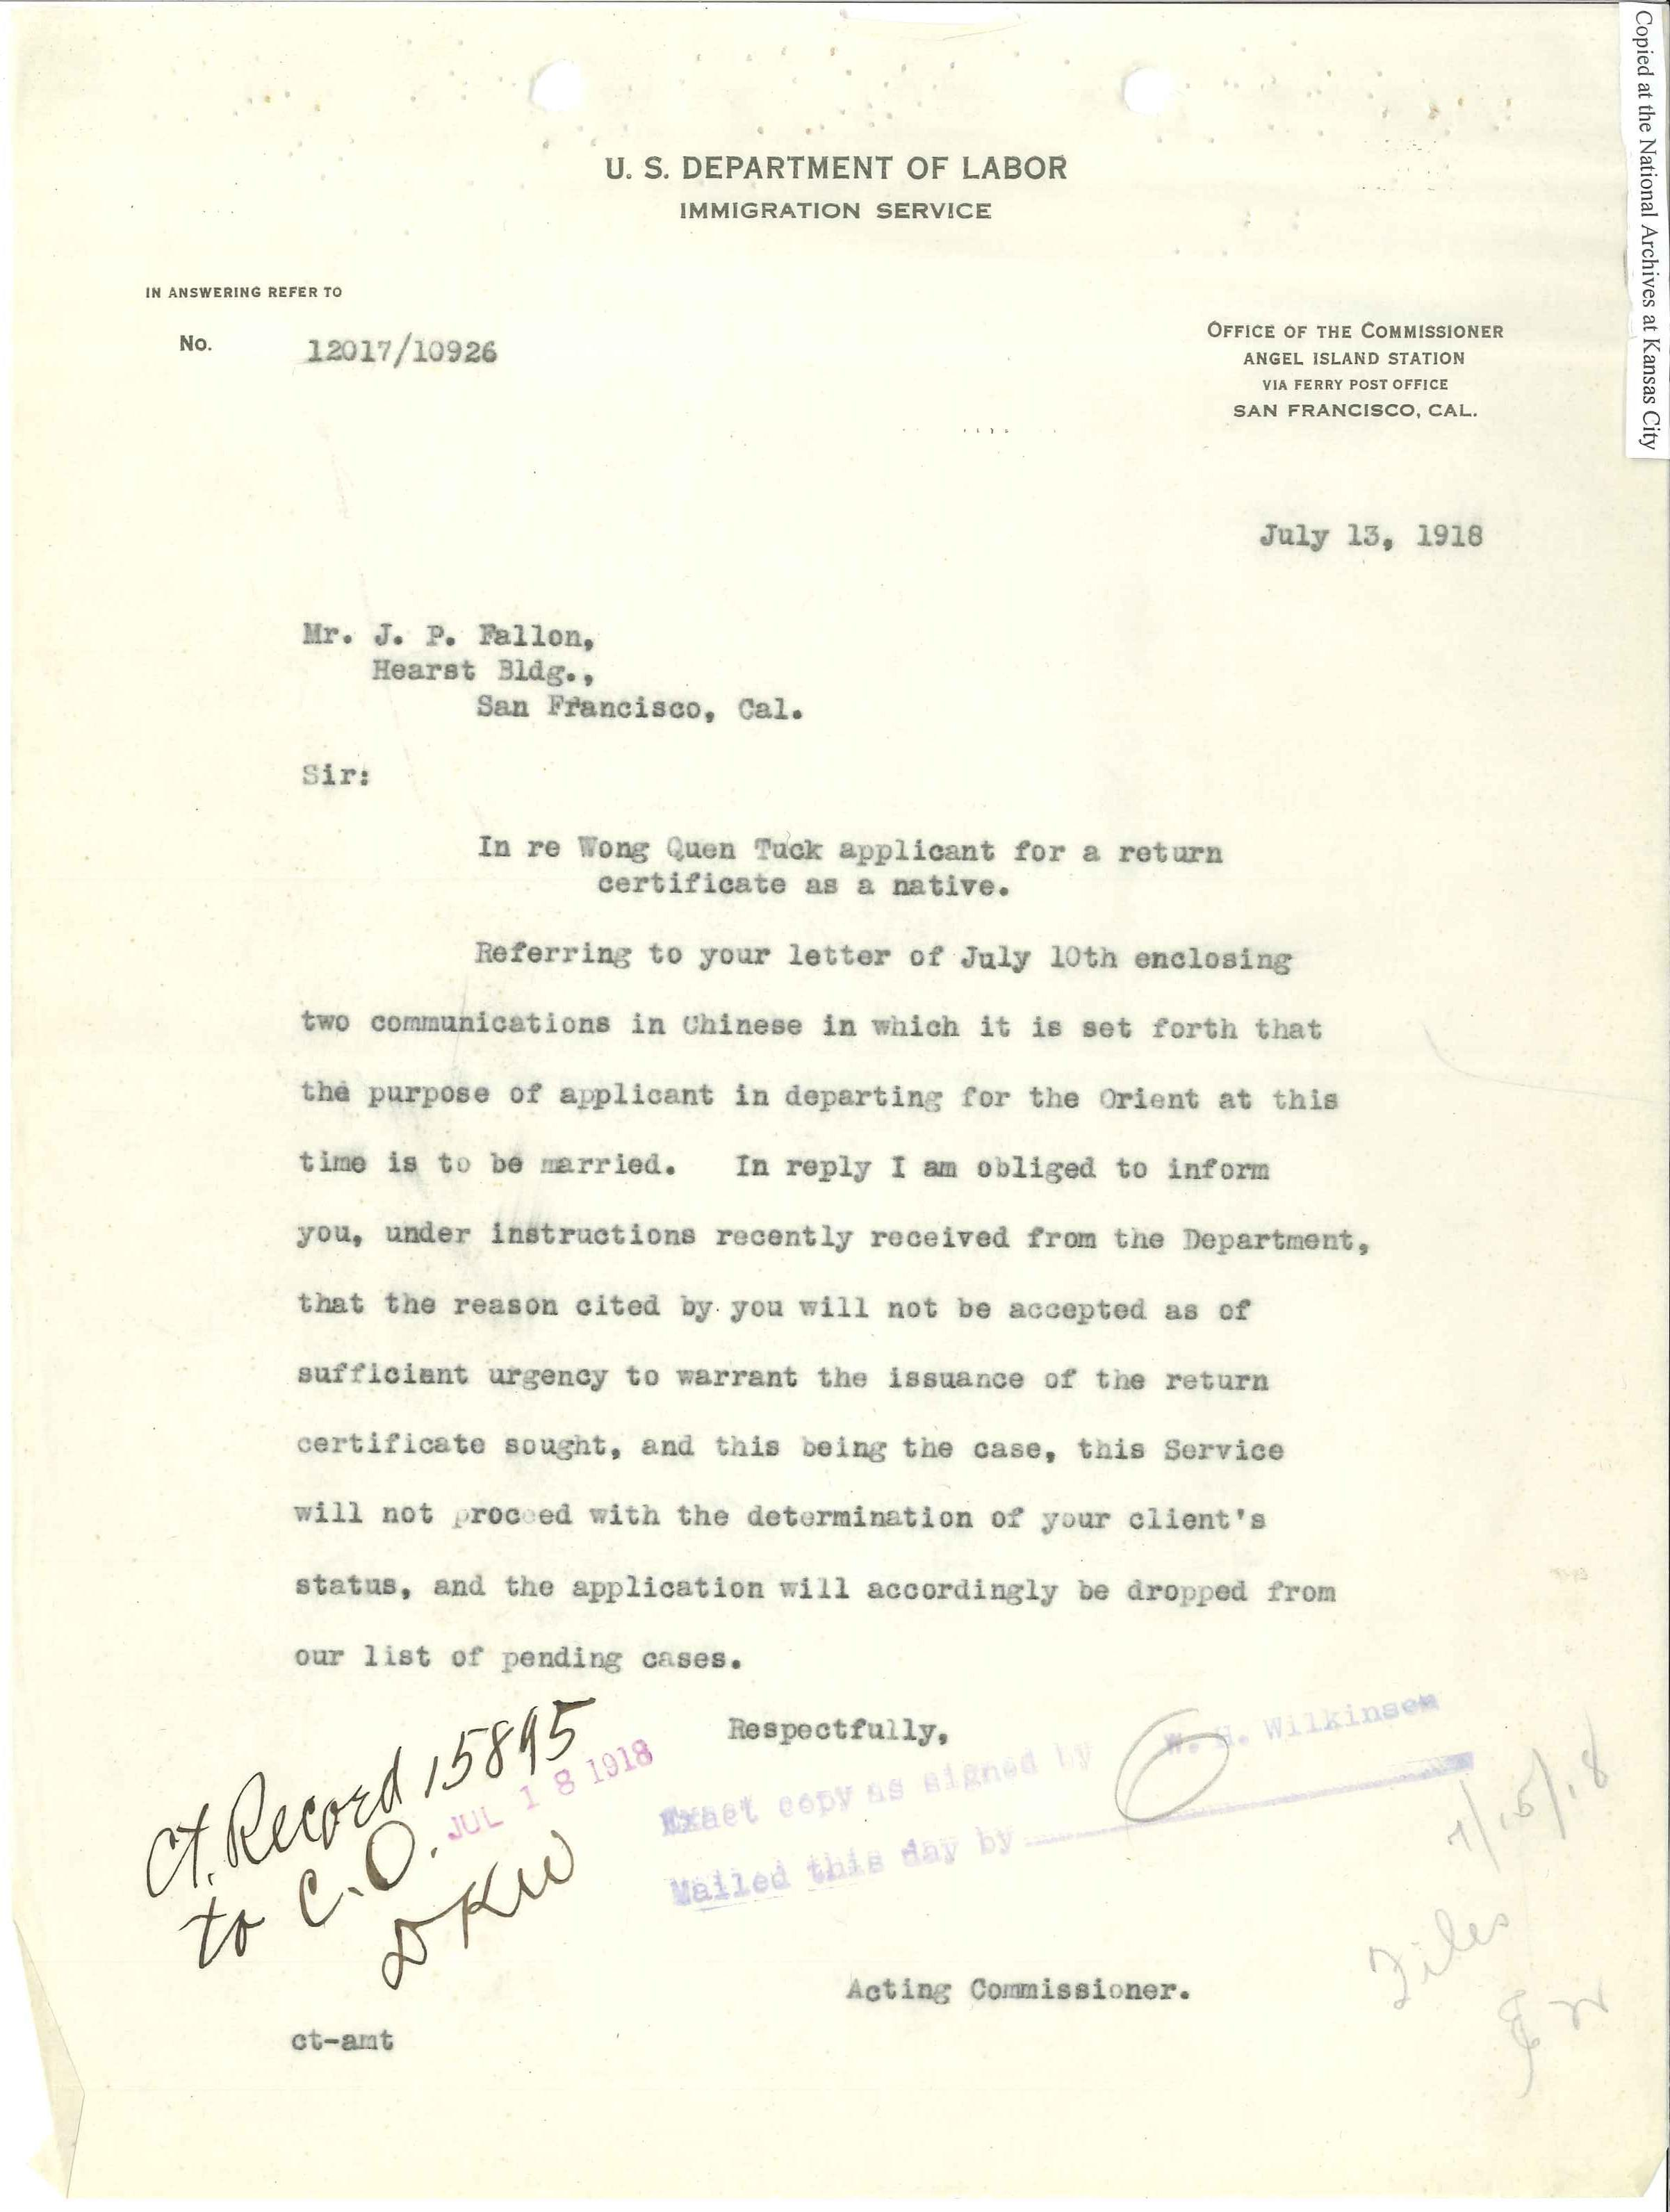 Copied at the National Archives at Kansas City
U. S. DEPARTMENT OF LABOR
IMMIGRATION SERVICE
IN ANSWERING REFER TO
No. 12017/10926
OFFICE OF THE COMMISSIONER
ANGEL ISLAND STATION
VIA FERRY POST OFFICE
SAN FRANCISCO, CAL.
July 13, 1918
Mr. J. P. Fallon,
Hearst Bldg.,
San Francisco, Cal.
Sir:
In re Wong Quen Tuck applicant for a return
certificate as a native.
Referring to your letter of July 10th enclosing
two communications in Chinese in which it is set forth that
the purpose of applicant in departing for the Orient at this
time is to be married. In reply I am obliged to inform
you, under instructions recently received from the Department,
that the reason cited by you will not be accepted as of
sufficient urgency to warrant the issuance of the return
certificate sought, and this being the case, this Service
will not proceed with the determination of your client's
status, and the application will accordingly be dropped from
our list of pending cases.
Respectfully,
Exact copy as signed by W. H. Wilkinson
Mailed this day by
Ct. Record 15895
to C.O.
JUL 18 1918
DKW
7/15/18
Files
Acting Commissioner.
ct-amt